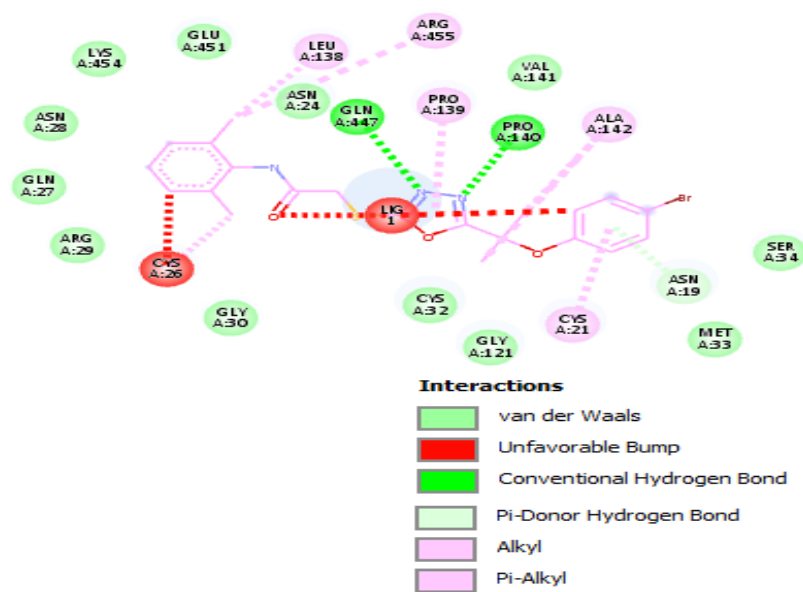 GLU
A:451
LYS
A:454
LEU
A:138
ARG
A:455
ASN
A:24
GLN
A:447
PRO
A:139
VAL
A:141
PRO
A:140
ALA
A:142
ASN
A:28
GLN
A:27
N
N
N
LIG
1
O
S
O
O
Br
ARG
A:29
CYS
A:26
SER
A:34
ASN
A:19
GLY
A:30
CYS
A:32
CYS
A:21
MET
A:33
GLY
A:121
Interactions
van der Waals
Unfavorable Bump
Conventional Hydrogen Bond
Pi-Donor Hydrogen Bond
Alkyl
Pi-Alkyl